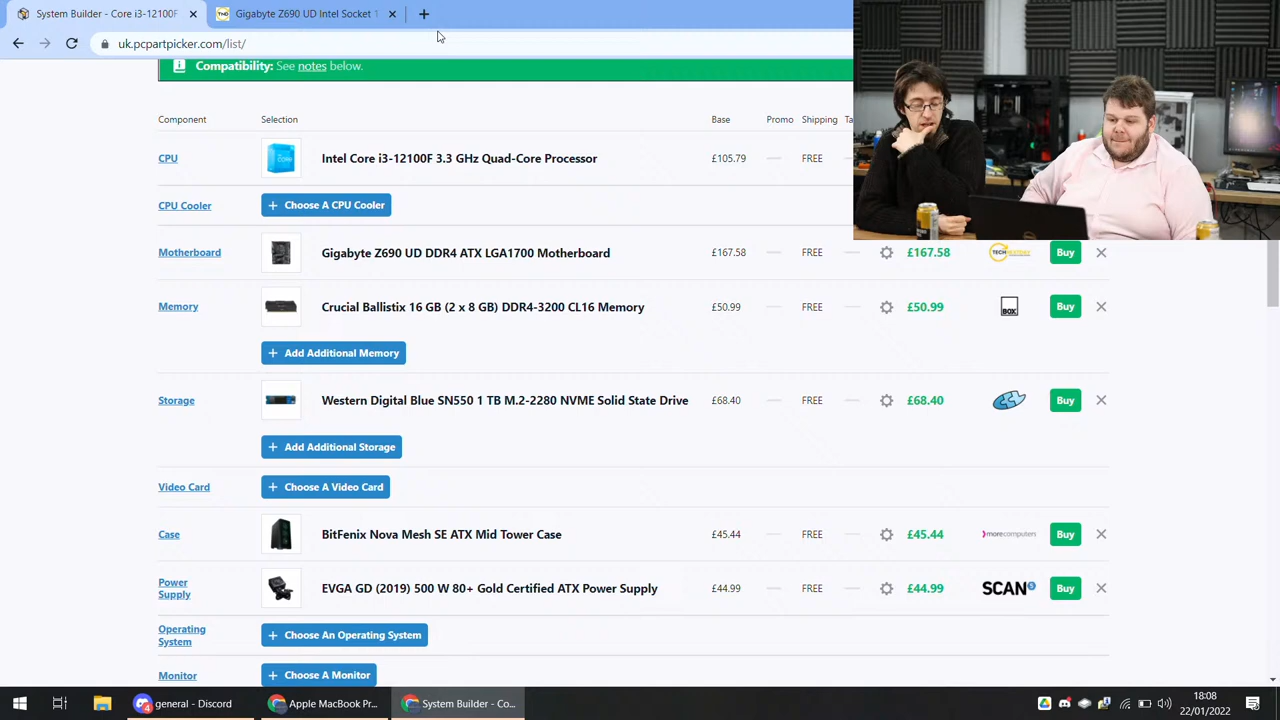 System Builder - Core i3-12100F
Gigabyte Z690 UD Intel Socket 1
uk.pcpartpicker.com/list/
Compatibility: See notes below.
Component Selection Base Promo Shipping Ta
CPU Intel Core i3-12100F 3.3 GHz Quad-Core Processor £105.79 FREE
CPU Cooler + Choose A CPU Cooler
Motherboard Gigabyte Z690 UD DDR4 ATX LGA1700 Motherboard £167.58 FREE £167.58 Buy
Memory Crucial Ballistix 16 GB (2 x 8 GB) DDR4-3200 CL16 Memory £50.99 FREE £50.99 BOX Buy
+ Add Additional Memory
Storage Western Digital Blue SN550 1 TB M.2-2280 NVME Solid State Drive £68.40 FREE £68.40 Buy
+ Add Additional Storage
Video Card + Choose A Video Card
Case BitFenix Nova Mesh SE ATX Mid Tower Case £45.44 FREE £45.44 morecomputers Buy
Power Supply EVGA GD (2019) 500 W 80+ Gold Certified ATX Power Supply £44.99 FREE £44.99 SCAN Buy
Operating System + Choose An Operating System
Monitor + Choose A Monitor
general - Discord
Apple MacBook Pr...
System Builder - Co...
18:08
22/01/2022